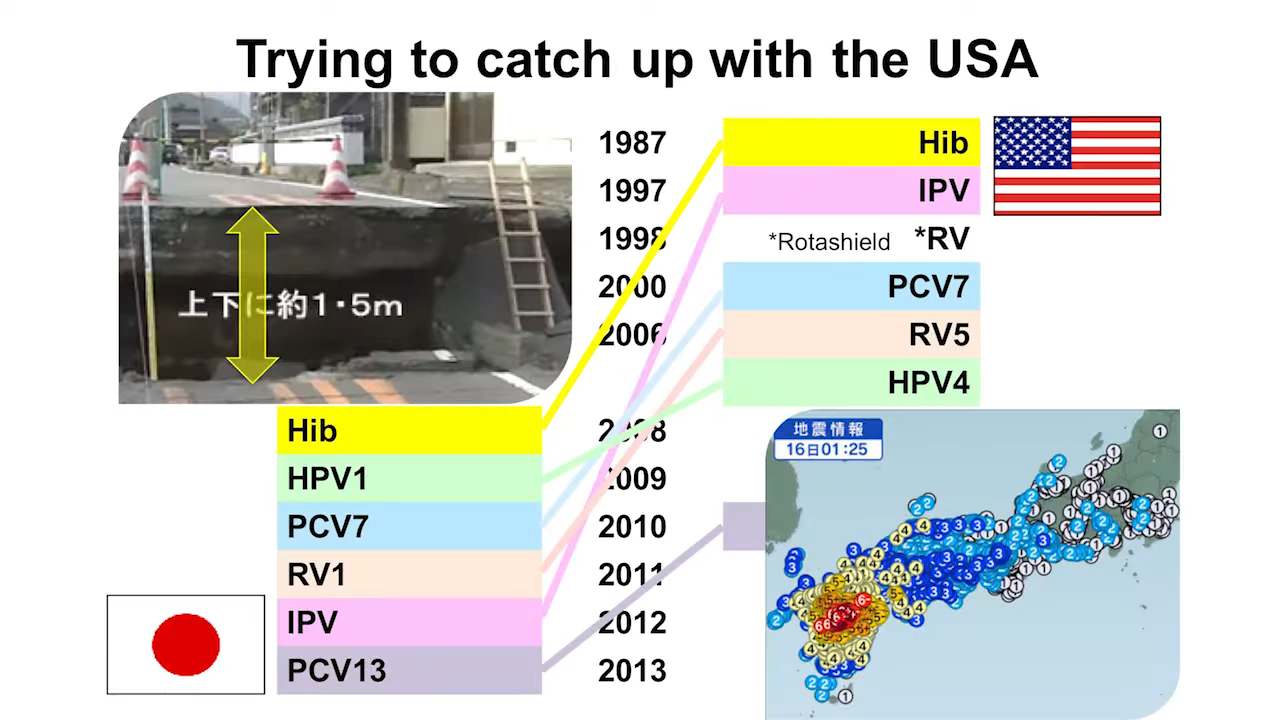 Trying to catch up with the USA
上下に約1・5m
1987 Hib
1997 IPV
1998 *Rotashield *RV
2000 PCV7
2006 RV5
HPV4
Hib 2008
HPV1 2009
PCV7 2010
RV1 2011
IPV 2012
PCV13 2013
地震情報
16日01:25